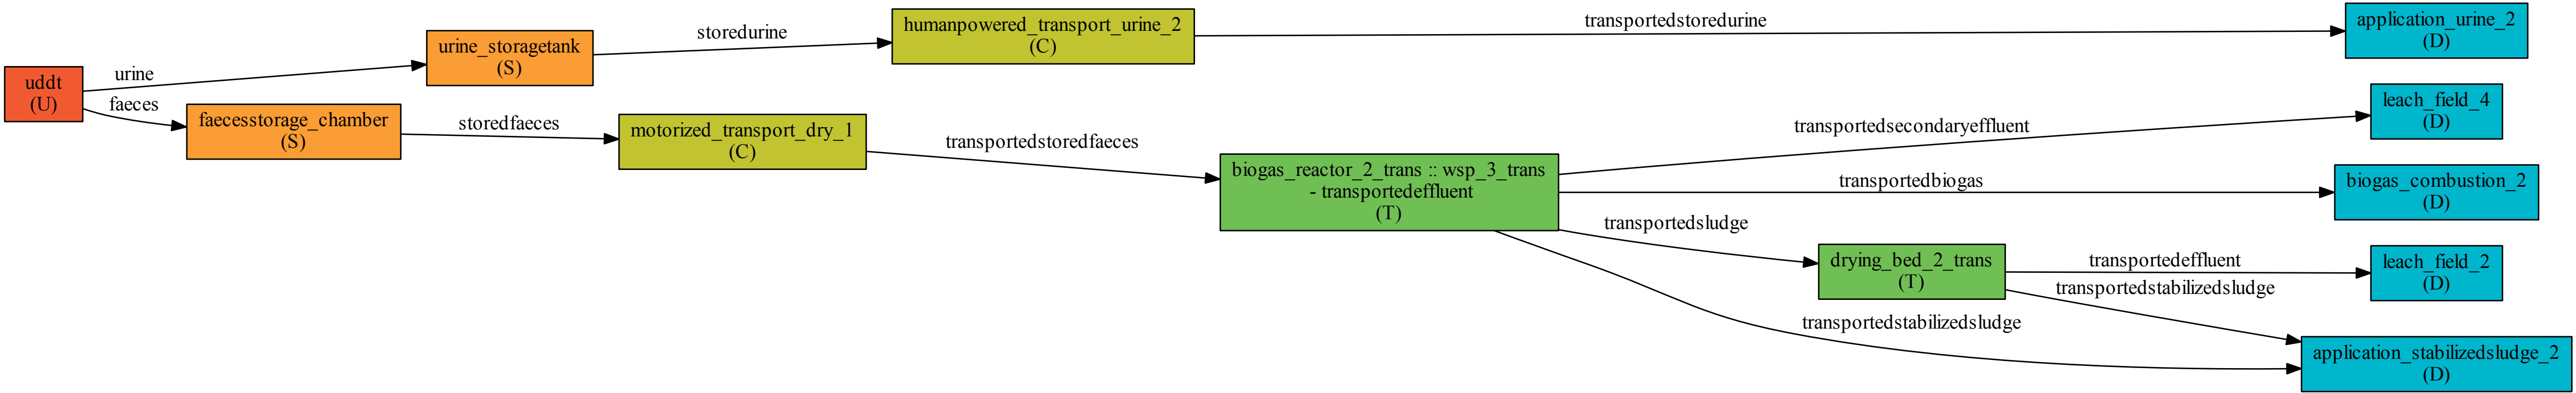 uddt
(U)
urine
faeces
urine_storagetank
(S)
faecesstorage_chamber
(S)
storedurine
storedfaeces
humanpowered_transport_urine_2
(C)
motorized_transport_dry_1
(C)
transportedstoredurine
transportedstoredfaeces
biogas_reactor_2_trans :: wsp_3_trans
- transportedeffluent
(T)
transportedsecondaryeffluent
transportedbiogas
transportedsludge
transportedstabilizedsludge
drying_bed_2_trans
(T)
transportedeffluent
transportedstabilizedsludge
application_urine_2
(D)
leach_field_4
(D)
biogas_combustion_2
(D)
leach_field_2
(D)
application_stabilizedsludge_2
(D)